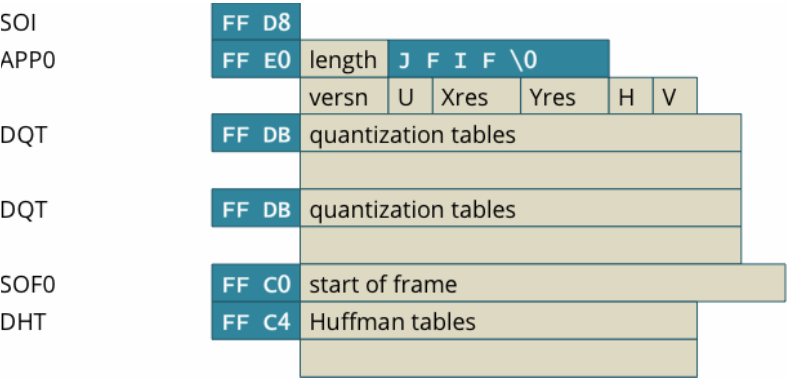 SOI FF D8
APP0 FF E0 length J F I F \0
versn U Xres Yres H V
DQT FF DB quantization tables
DQT FF DB quantization tables
SOF0 FF C0 start of frame
DHT FF C4 Huffman tables